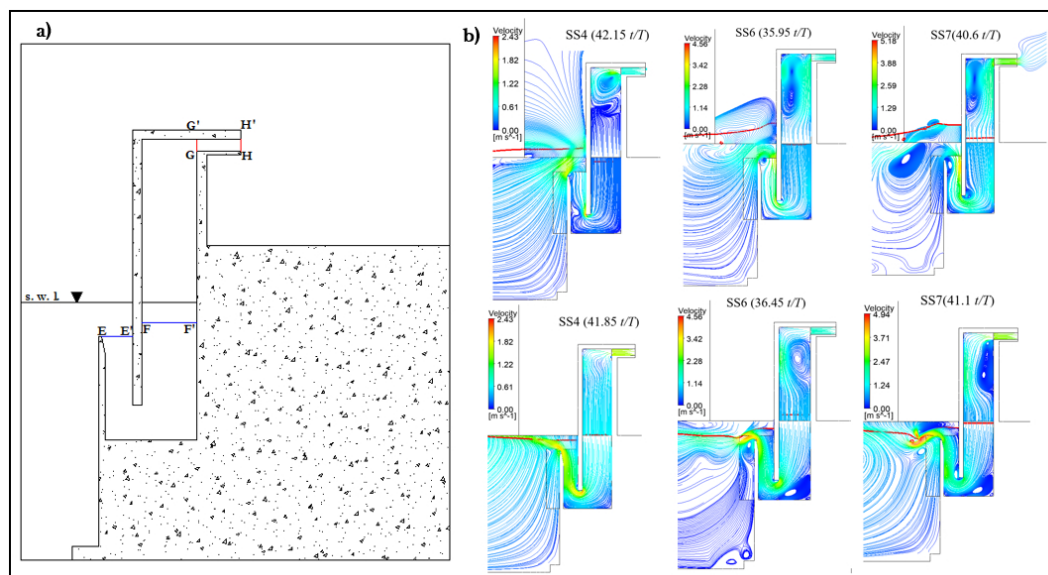 a)
G' H'
G H
s. w. l.
E E' F F'
b)
SS4 (42.15 t/T)
Velocity
2.43
1.82
1.22
0.61
0.00
[m s^-1]
SS6 (35.95 t/T)
Velocity
4.56
3.42
2.28
1.14
0.00
[m s^-1]
SS7(40.6 t/T)
Velocity
5.18
3.88
2.59
1.29
0.00
[m s^-1]
SS4 (41.85 t/T)
Velocity
2.43
1.82
1.22
0.61
0.00
[m s^-1]
SS6 (36.45 t/T)
Velocity
4.56
3.42
2.28
1.14
0.00
[m s^-1]
SS7(41.1 t/T)
Velocity
4.94
3.71
2.47
1.23
0.00
[m s^-1]